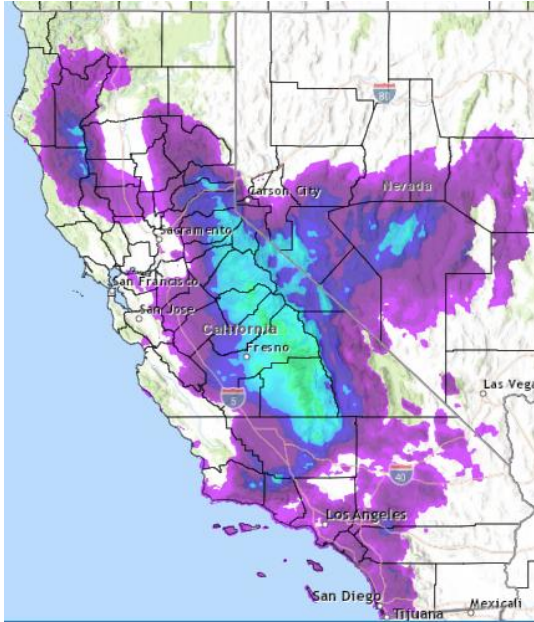 80
Carson City
Nevada
Sacramento
San Francisco
San Jose
California
Fresno
5
Las Vega
40
Los Angeles
San Diego
Mexicali
Tijuana